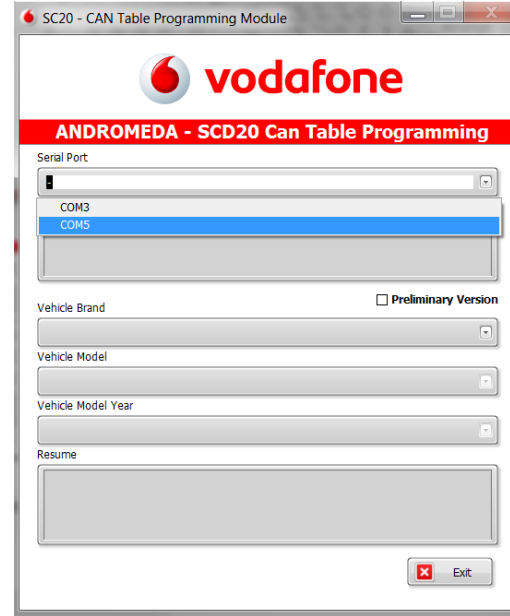 SC20 - CAN Table Programming Module
vodafone
ANDROMEDA - SCD20 Can Table Programming
Serial Port
-
COM3
COM5
Preliminary Version
Vehicle Brand
Vehicle Model
Vehicle Model Year
Resume
Exit